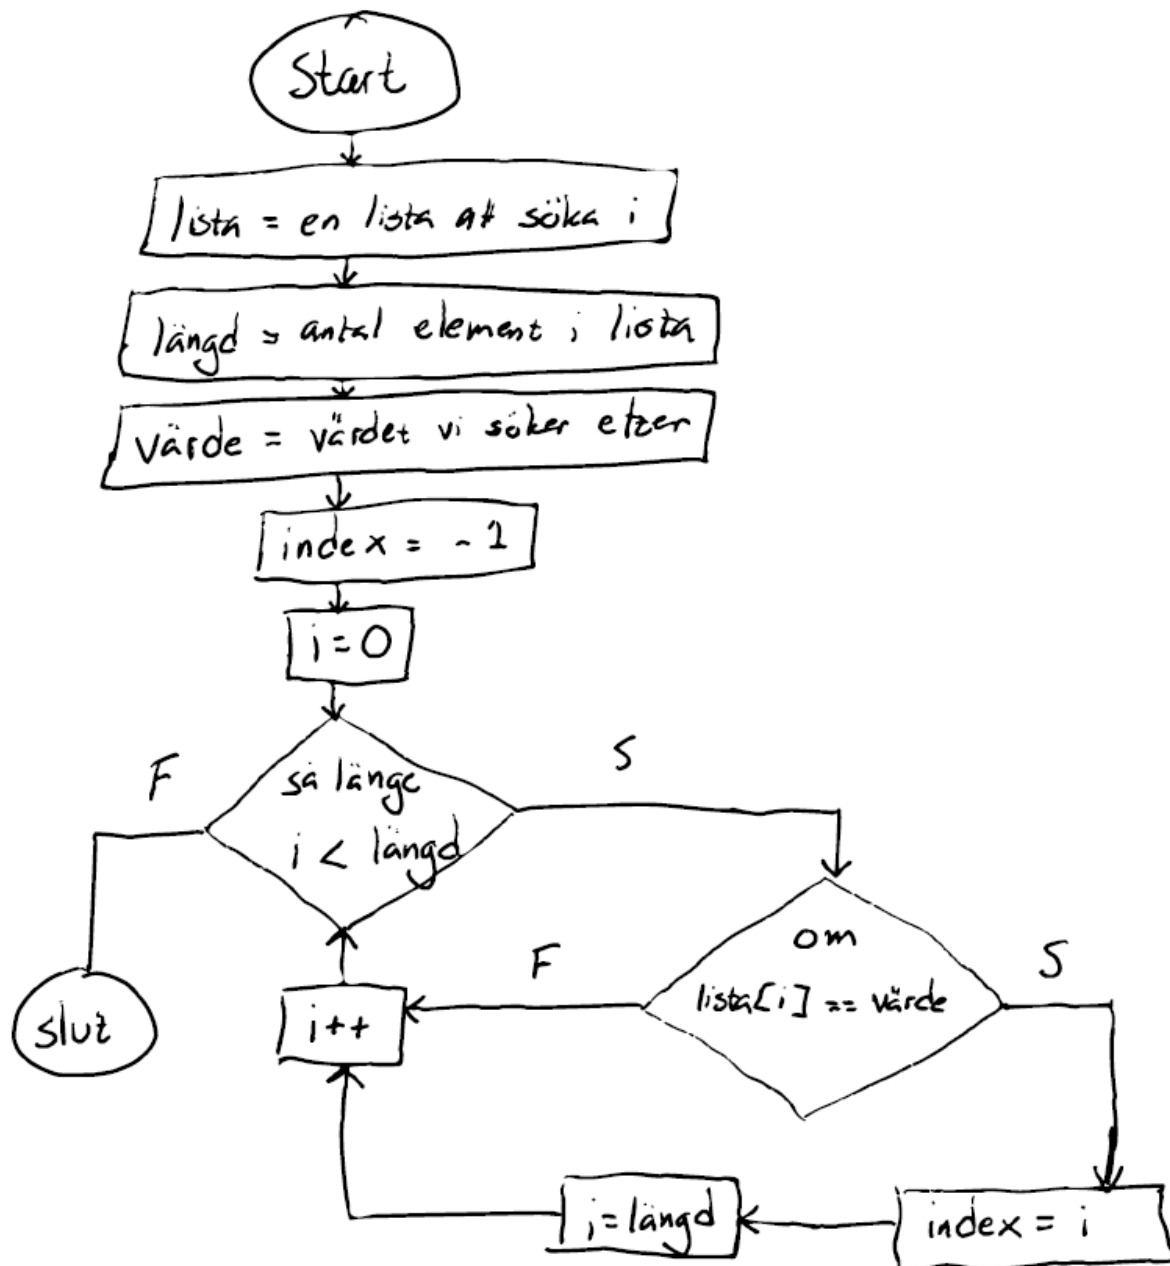 Start
lista = en lista att söka i
längd = antal element i lista
värde = värdet vi söker efter
index = -1
i=0
F
så länge
i < längd
S
om
lista[i] == värde
F
S
slut
i++
i=längd
index = i